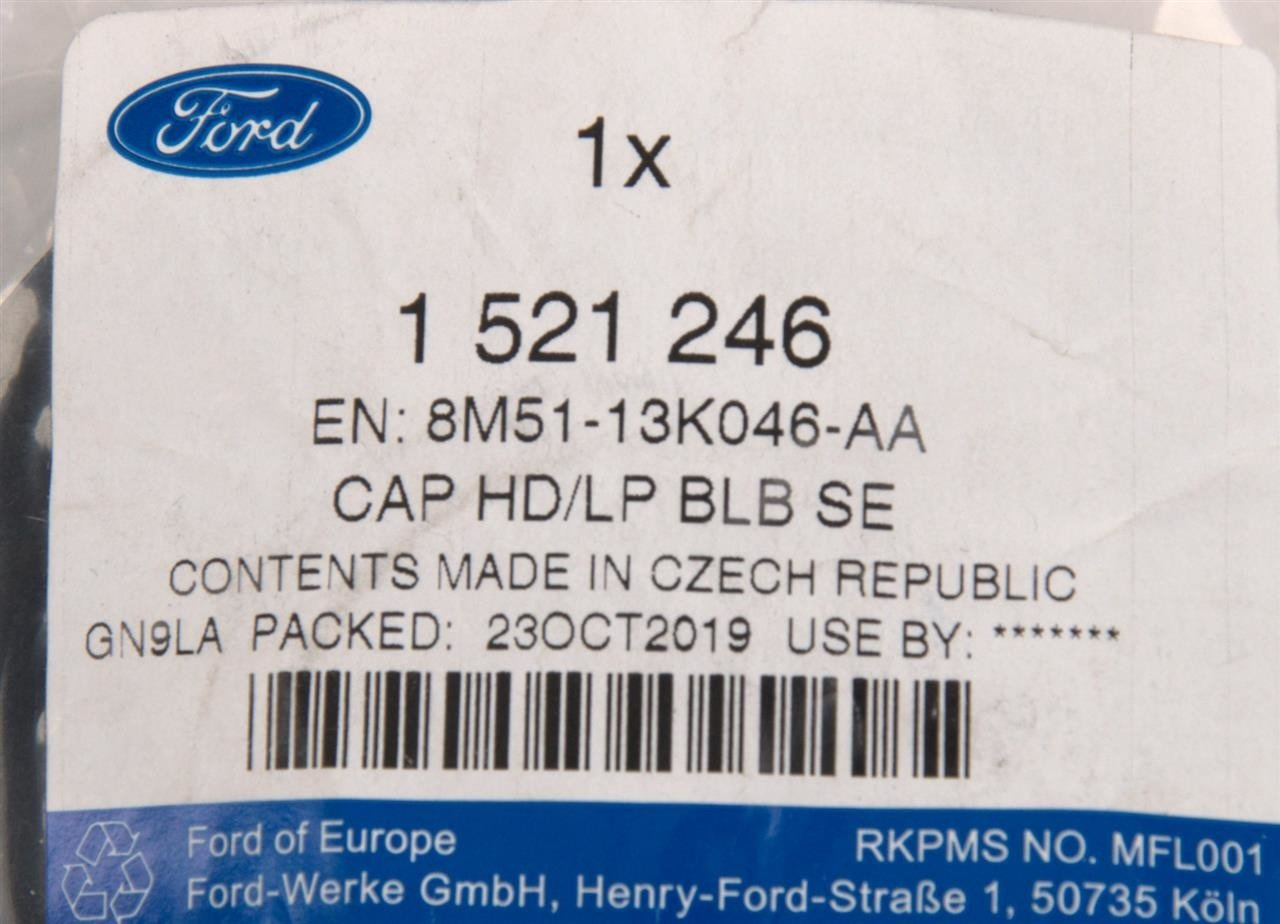 Ford
1x
1 521 246
EN: 8M51-13K046-AA
CAP HD/LP BLB SE
CONTENTS MADE IN CZECH REPUBLIC
GN9LA PACKED: 23OCT2019 USE BY: *******
Ford of Europe RKPMS NO. MFL001
Ford-Werke GmbH, Henry-Ford-Straße 1, 50735 Köln